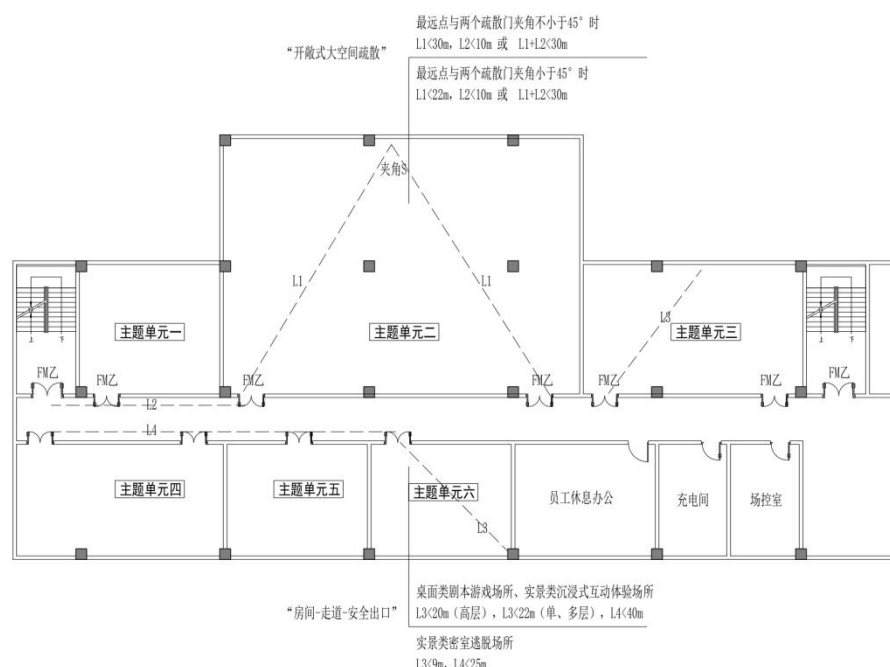 最远点与两个疏散门夹角不小于45°时
L1<30m, L2<10m 或 L1+L2<30m
“开敞式大空间疏散”
最远点与两个疏散门夹角小于45°时
L1<22m, L2<10m 或 L1+L2<30m
夹角S
L1
L1
L3
主题单元一
主题单元二
主题单元三
上
下
上
下
FM乙
FM乙
FM乙
FM乙
FM乙
FM乙
FM乙
L2
L4
主题单元四
主题单元五
主题单元六
员工休息办公
充电间
场控室
L3
桌面类剧本游戏场所、实景类沉浸式互动体验场所
“房间-走道-安全出口”
L3<20m(高层), L3<22m(单、多层), L4<40m
实景类密室逃脱场所
L3<9m, L4<25m